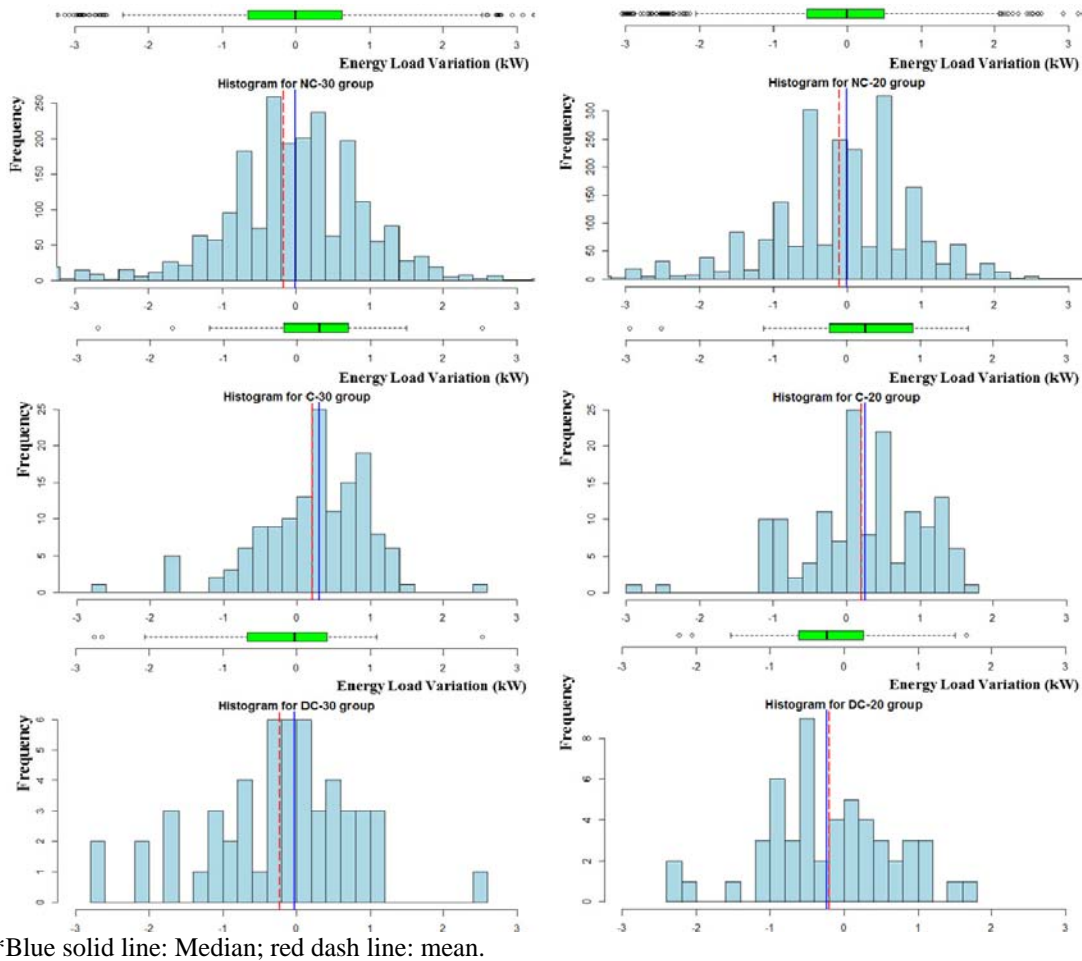 -3 -2 -1 0 1 2 3
Energy Load Variation (kW)
Histogram for NC-30 group
Frequency
250
200
150
100
50
0
-3 -2 -1 0 1 2 3
-3 -2 -1 0 1 2 3
Energy Load Variation (kW)
Histogram for NC-20 group
Frequency
300
250
200
150
100
50
0
-3 -2 -1 0 1 2 3
-3 -2 -1 0 1 2 3
Energy Load Variation (kW)
Histogram for C-30 group
Frequency
25
20
15
10
5
0
-3 -2 -1 0 1 2 3
-3 -2 -1 0 1 2 3
Energy Load Variation (kW)
Histogram for C-20 group
Frequency
25
20
15
10
5
0
-3 -2 -1 0 1 2 3
-3 -2 -1 0 1 2 3
Energy Load Variation (kW)
Histogram for DC-30 group
Frequency
6
5
4
3
2
1
0
-3 -2 -1 0 1 2 3
-3 -2 -1 0 1 2 3
Energy Load Variation (kW)
Histogram for DC-20 group
Frequency
8
6
4
2
0
-3 -2 -1 0 1 2 3
*Blue solid line: Median; red dash line: mean.